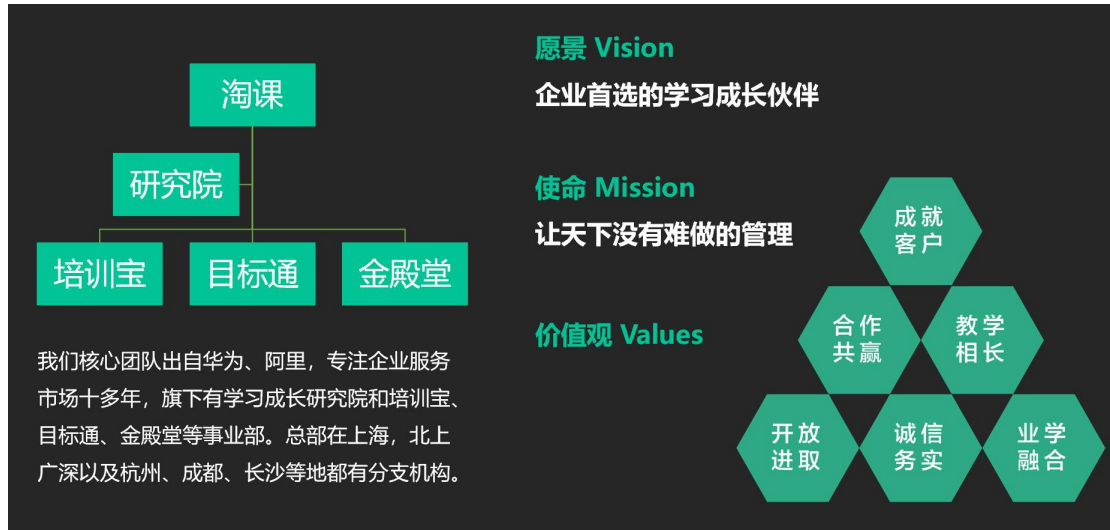 淘课
研究院
培训宝
目标通
金殿堂
我们核心团队出自华为、阿里，专注企业服务
市场十多年，旗下有学习成长研究院和培训宝、
目标通、金殿堂等事业部。总部在上海，北上
广深以及杭州、成都、长沙等地都有分支机构。
愿景 Vision
企业首选的学习成长伙伴
使命 Mission
让天下没有难做的管理
价值观 Values
成就
客户
合作
共赢
教学
相长
开放
进取
诚信
务实
业学
融合